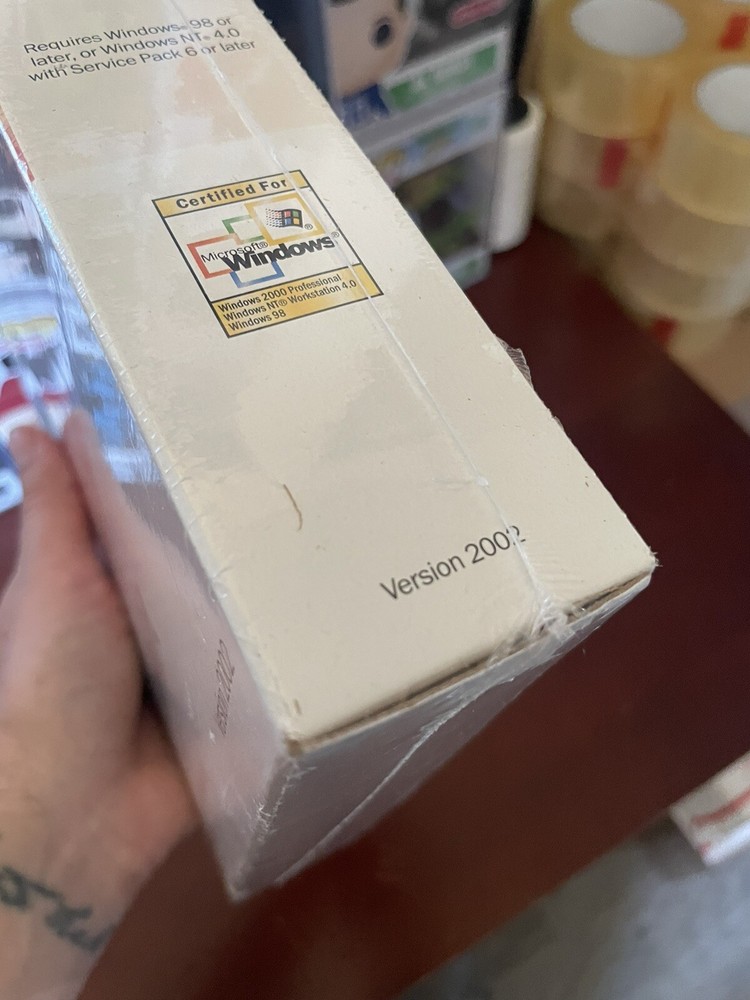 Requires Windows® 98 or
later, or Windows NT® 4.0
with Service Pack 6 or later
Certified For
Microsoft®
Windows®
Windows 2000 Professional
Windows NT® Workstation 4.0
Windows 98
Version 2002